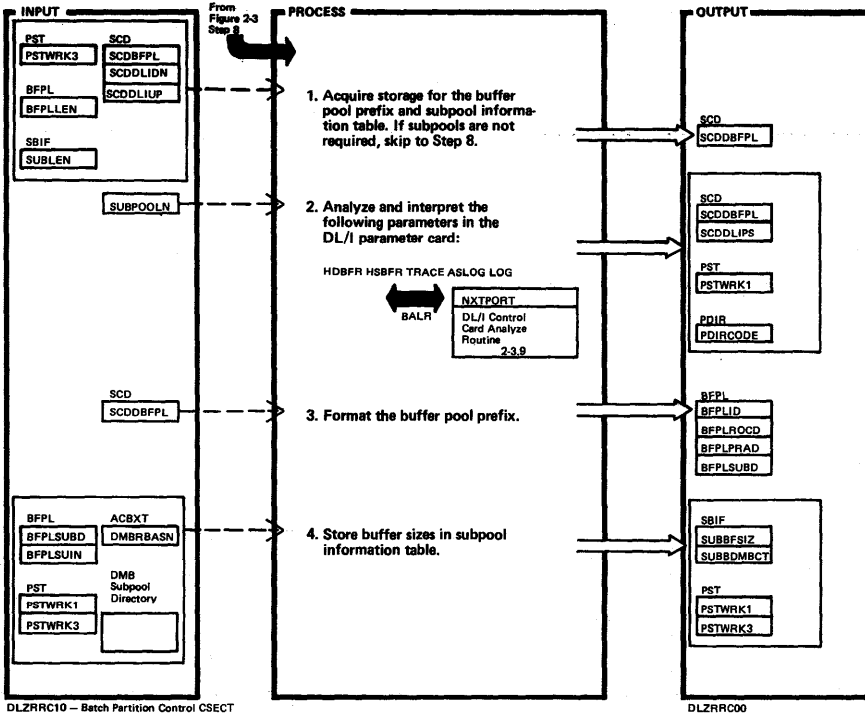 INPUT
PST
PSTWRK3
SCD
SCDBFPL
SCDDLIDN
SCDDLIUP
BFPL
BFPLLEN
SBIF
SUBLEN
SUBPOOLN
SCD
SCDDBFPL
BFPL
BFPLSUBD
BFPLSUIN
ACBXT
DMBRBASN
PST
PSTWRK1
PSTWRK3
DMB
Subpool
Directory
From
Figure 2-3
Step 8
PROCESS
1. Acquire storage for the buffer
pool prefix and subpool informa-
tion table. If subpools are not
required, skip to Step 8.
2. Analyze and interpret the
following parameters in the
DL/I parameter card:
HDBFR HSBFR TRACE ASLOG LOG
BALR
NXTPORT
DL/I Control
Card Analyze
Routine
2-3.9
3. Format the buffer pool prefix.
4. Store buffer sizes in subpool
information table.
OUTPUT
SCD
SCDDBFPL
SCD
SCDDBFPL
SCDDLIPS
PST
PSTWRK1
PDIR
PDIRCODE
BFPL
BFPLID
BFPLROCD
BFPLPRAD
BFPLSUBD
SBIF
SUBBFSIZ
SUBBDMBCT
PST
PSTWRK1
PSTWRK3
DLZRRC10 — Batch Partition Control CSECT
DLZRRC00